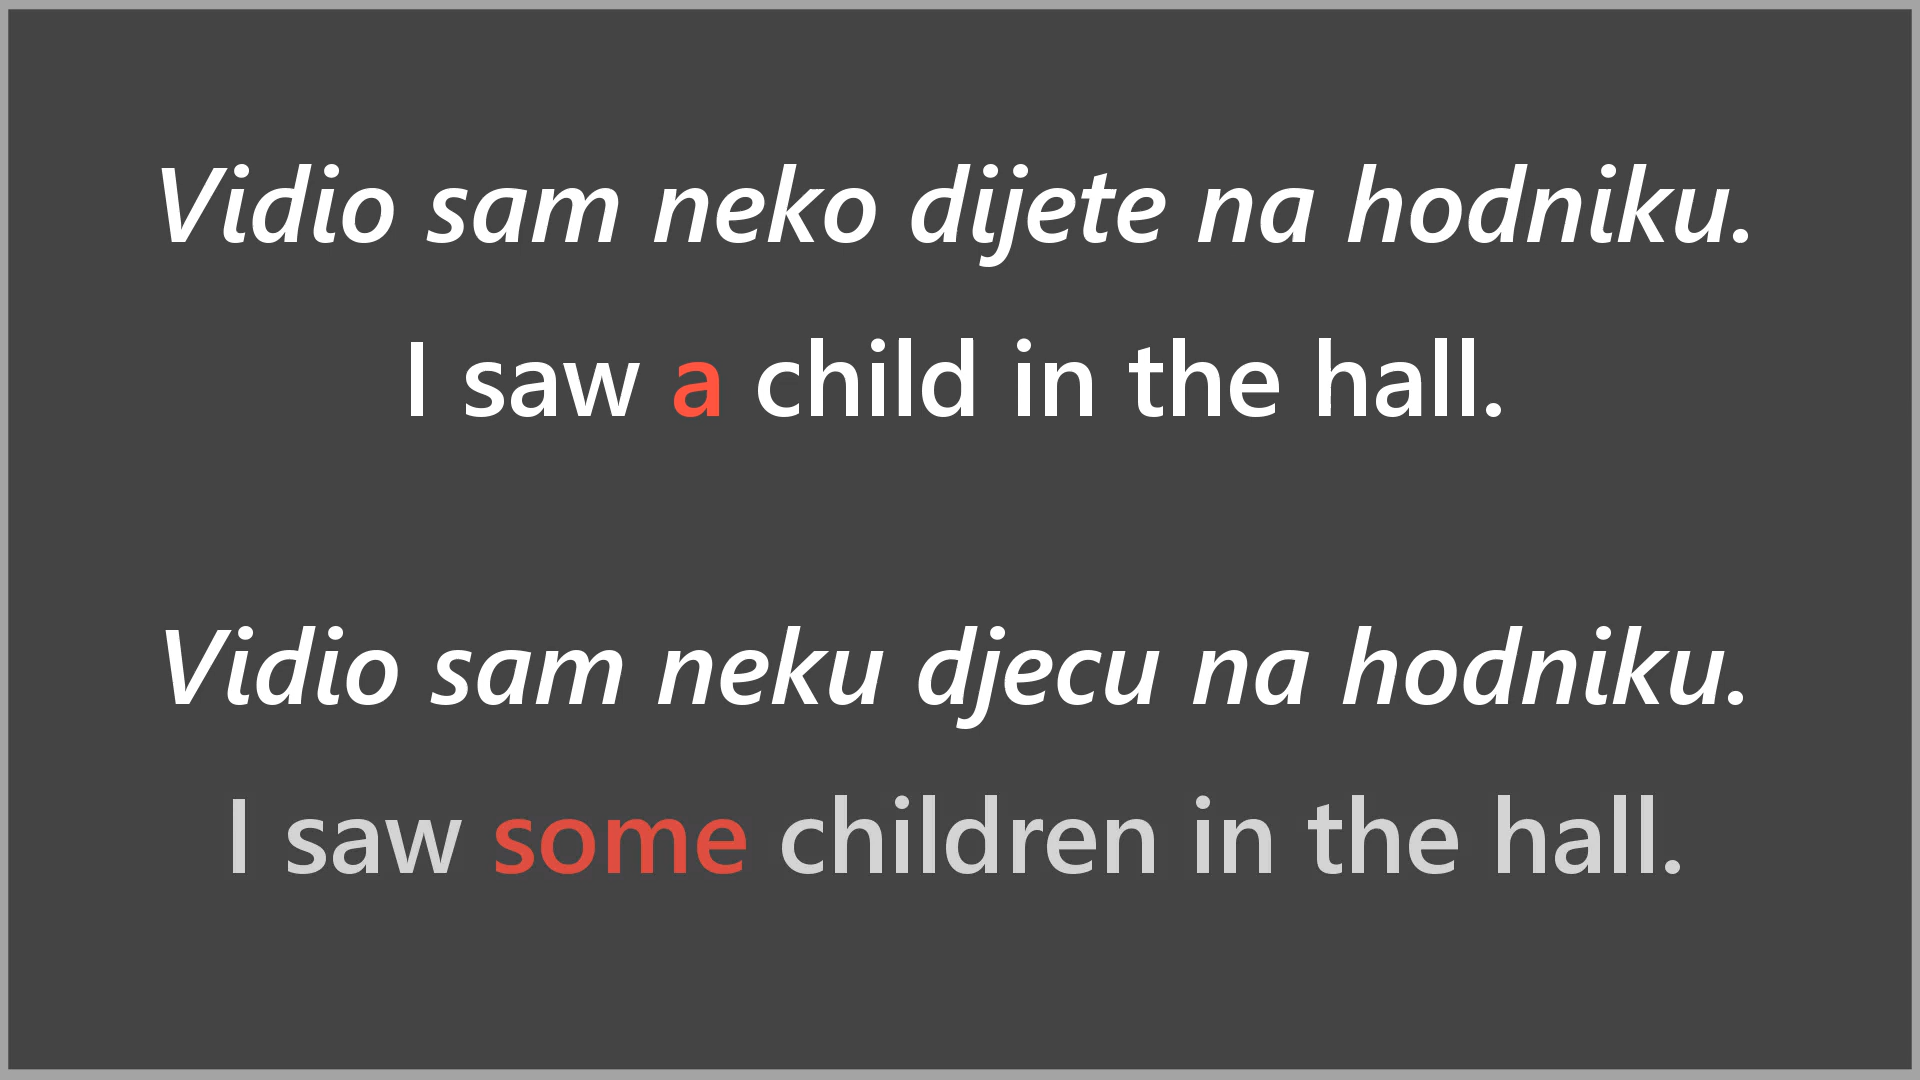 Vidio sam neko dijete na hodniku.
I saw a child in the hall.
Vidio sam neku djecu na hodniku.
I saw some children in the hall.